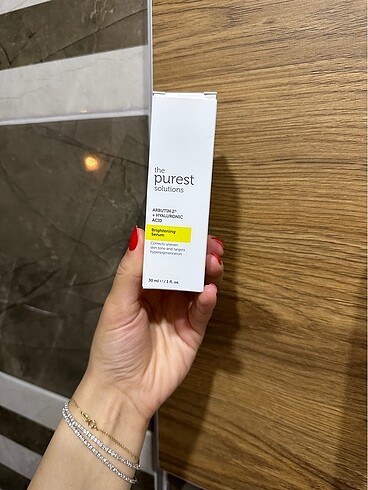 the
purest
solutions
ARBUTIN 2%
+ HYALURONIC
ACID
Brightening
Serum
Corrects uneven
skin tone and targets
hyperpigmentation.
30 ml e / 1 fl. oz.